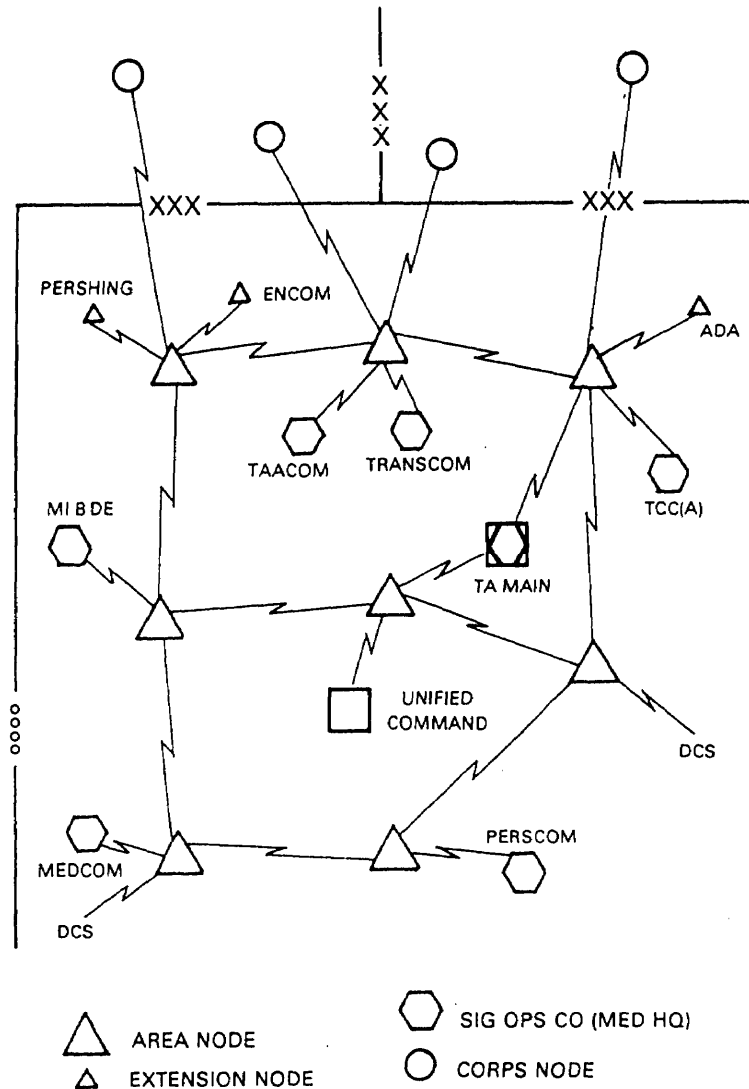 X
X
X
XXX
XXX
PERSHING
ENCOM
ADA
TAACOM
TRANSCOM
TCC(A)
MI BDE
TA MAIN
UNIFIED
COMMAND
oooo
DCS
MEDCOM
PERSCOM
DCS
AREA NODE
SIG OPS CO (MED HQ)
EXTENSION NODE
CORPS NODE